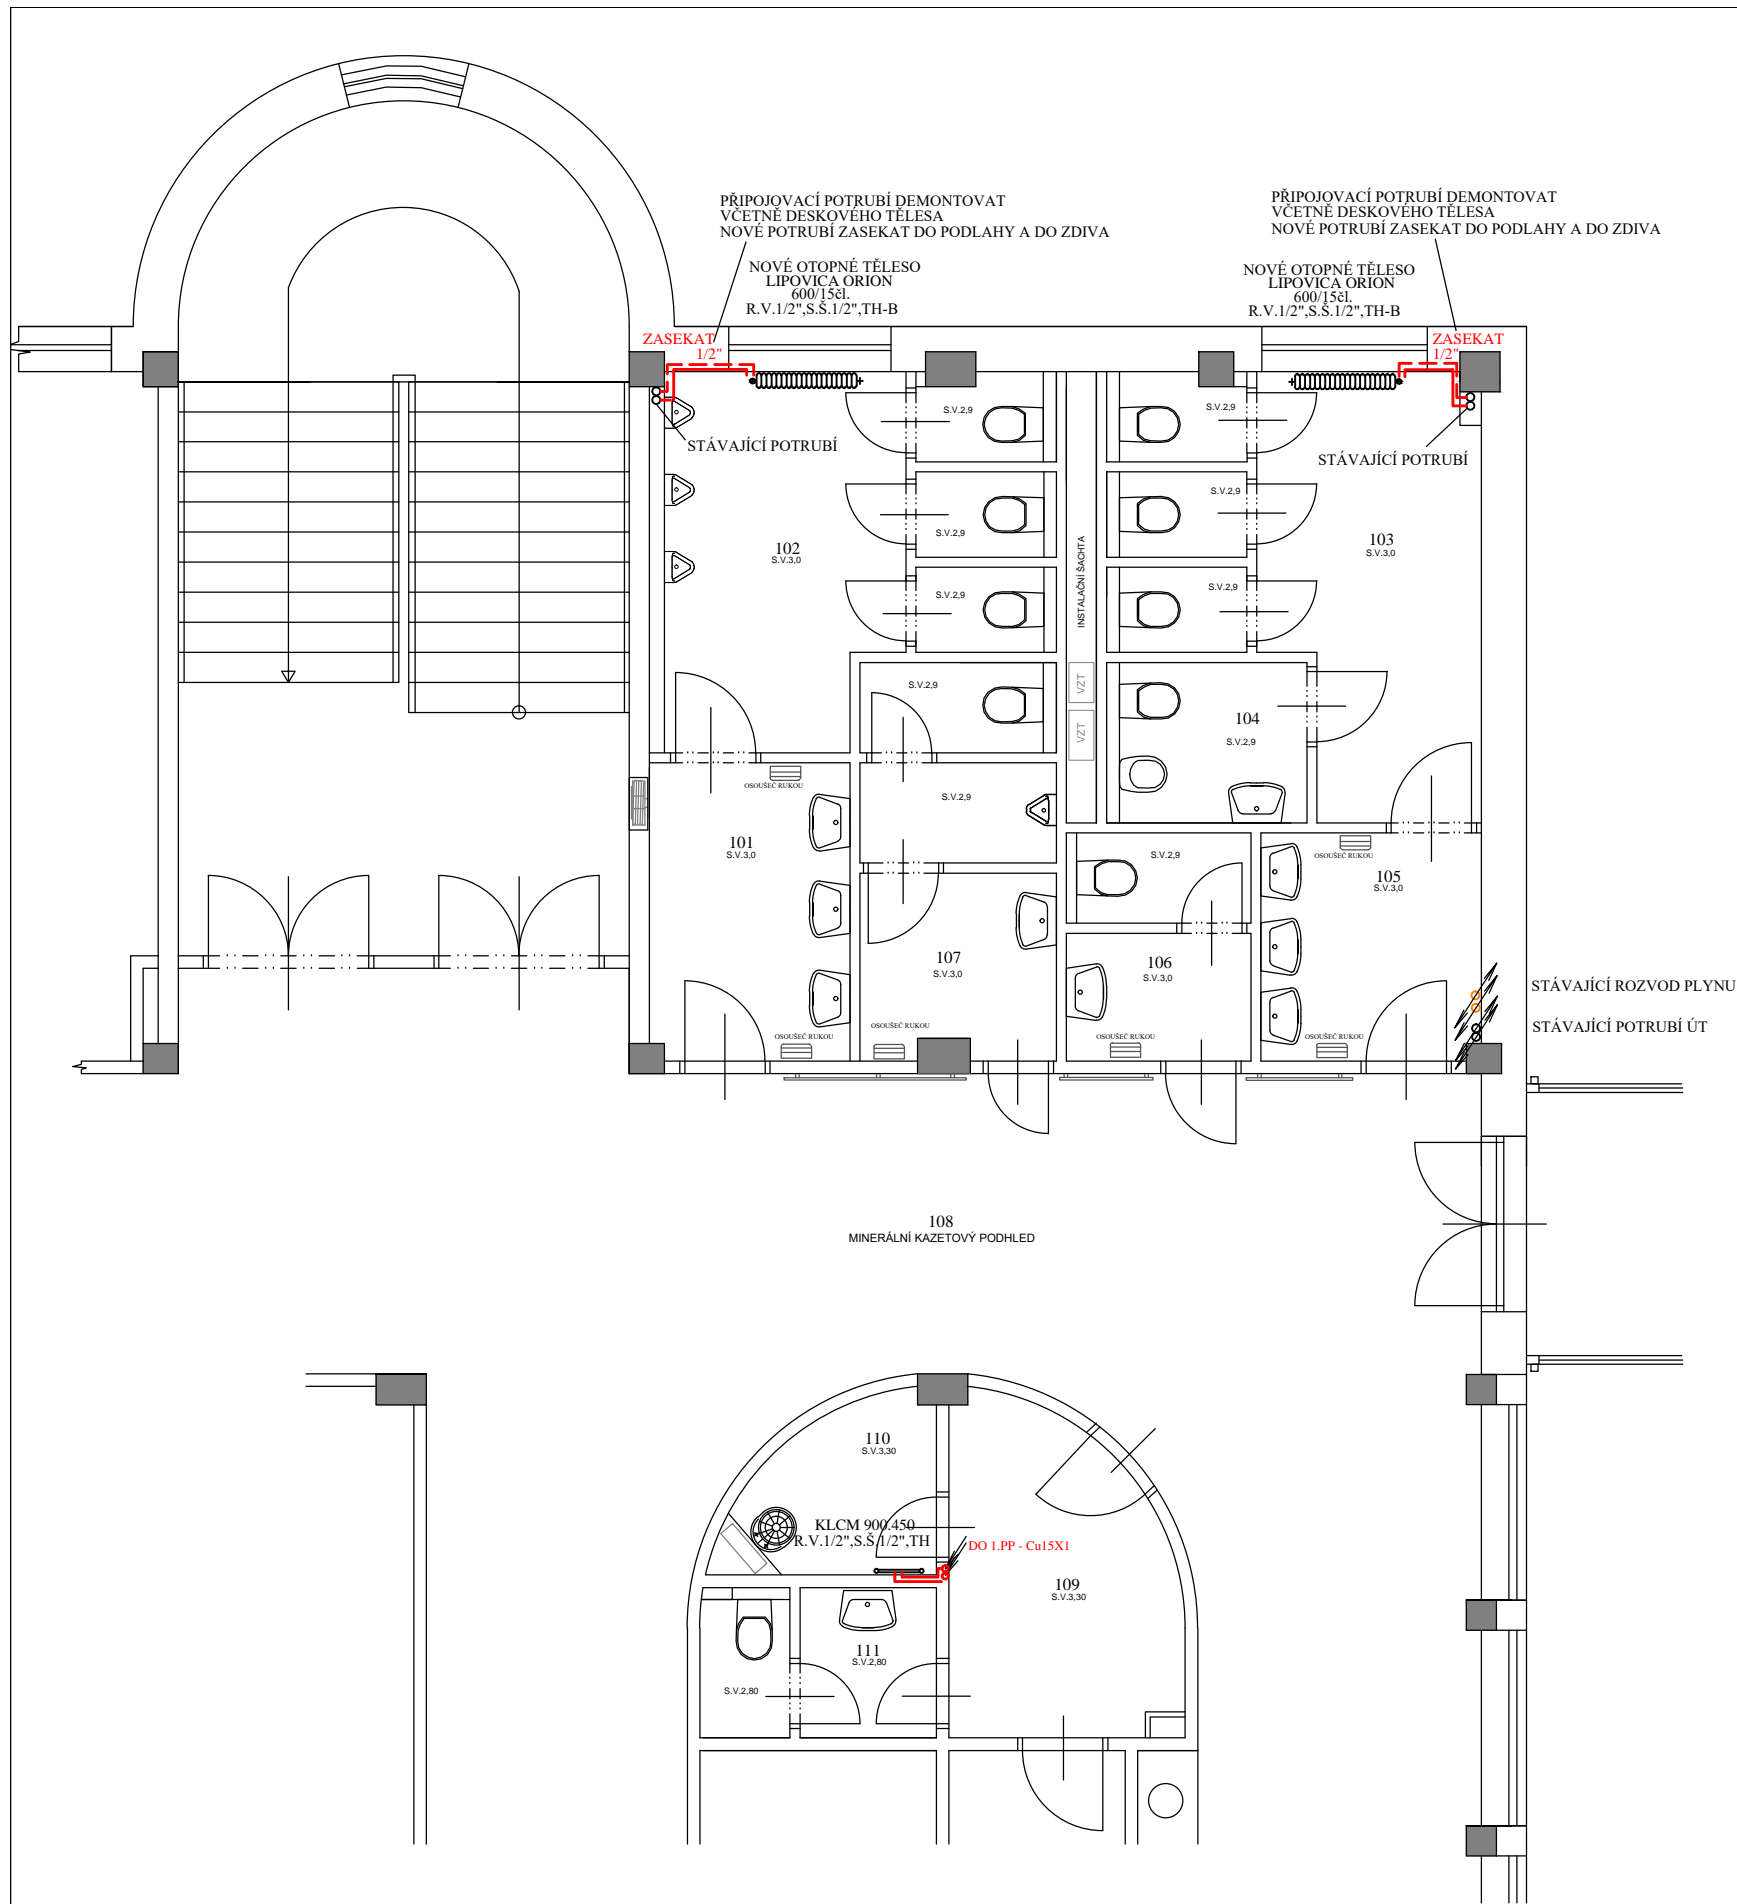 PŘIPOJOVACÍ POTRUBÍ DEMONTOVAT
VČETNĚ DESKOVÉHO TĚLESA
NOVÉ POTRUBÍ ZASEKAT DO PODLAHY A DO ZDIVA
PŘIPOJOVACÍ POTRUBÍ DEMONTOVAT
VČETNĚ DESKOVÉHO TĚLESA
NOVÉ POTRUBÍ ZASEKAT DO PODLAHY A DO ZDIVA
NOVÉ OTOPNÉ TĚLESO
LIPOVICA ORION
600/15čl.
R.V.1/2",S.Š.1/2",TH-B
NOVÉ OTOPNÉ TĚLESO
LIPOVICA ORION
600/15čl.
R.V.1/2",S.Š.1/2",TH-B
ZASEKAT
1/2"
ZASEKAT
1/2"
S.V.2,9
S.V.2,9
STÁVAJÍCÍ POTRUBÍ
STÁVAJÍCÍ POTRUBÍ
S.V.2,9
S.V.2,9
102
S.V.3,0
103
S.V.3,0
INSTALAČNÍ ŠACHTA
S.V.2,9
S.V.2,9
S.V.2,9
VZT
VZT
104
S.V.2,9
OSOUŠEČ RUKOU
S.V.2,9
101
S.V.3,0
S.V.2,9
OSOUŠEČ RUKOU
105
S.V.3,0
107
S.V.3,0
106
S.V.3,0
STÁVAJÍCÍ ROZVOD PLYNU
STÁVAJÍCÍ POTRUBÍ ÚT
OSOUŠEČ RUKOU
OSOUŠEČ RUKOU
OSOUŠEČ RUKOU
OSOUŠEČ RUKOU
108
MINERÁLNÍ KAZETOVÝ PODHLED
110
S.V.3,30
KLCM 900.450
R.V.1/2",S.Š.1/2",TH
DO 1.PP - Cu15X1
109
S.V.3,30
111
S.V.2,80
S.V.2,80